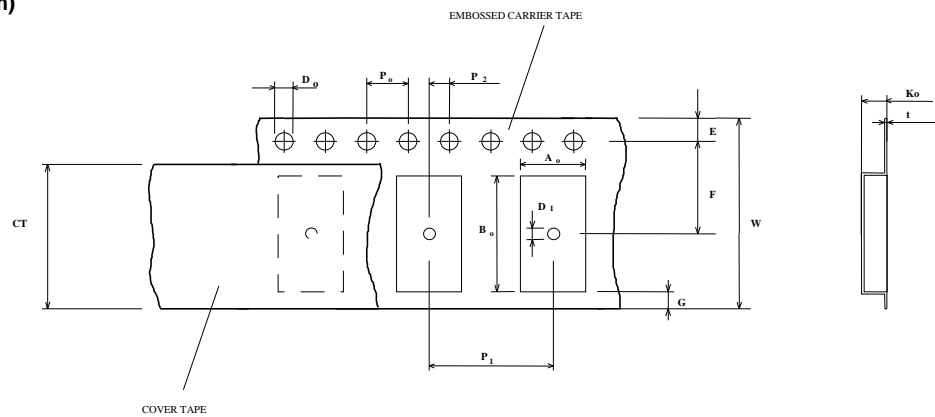 n)
EMBOSSED CARRIER TAPE
D₀ P₀ P₂ Ko
t
E
A₀
F
D₁
CT B₀ W
G
P₁
COVER TAPE